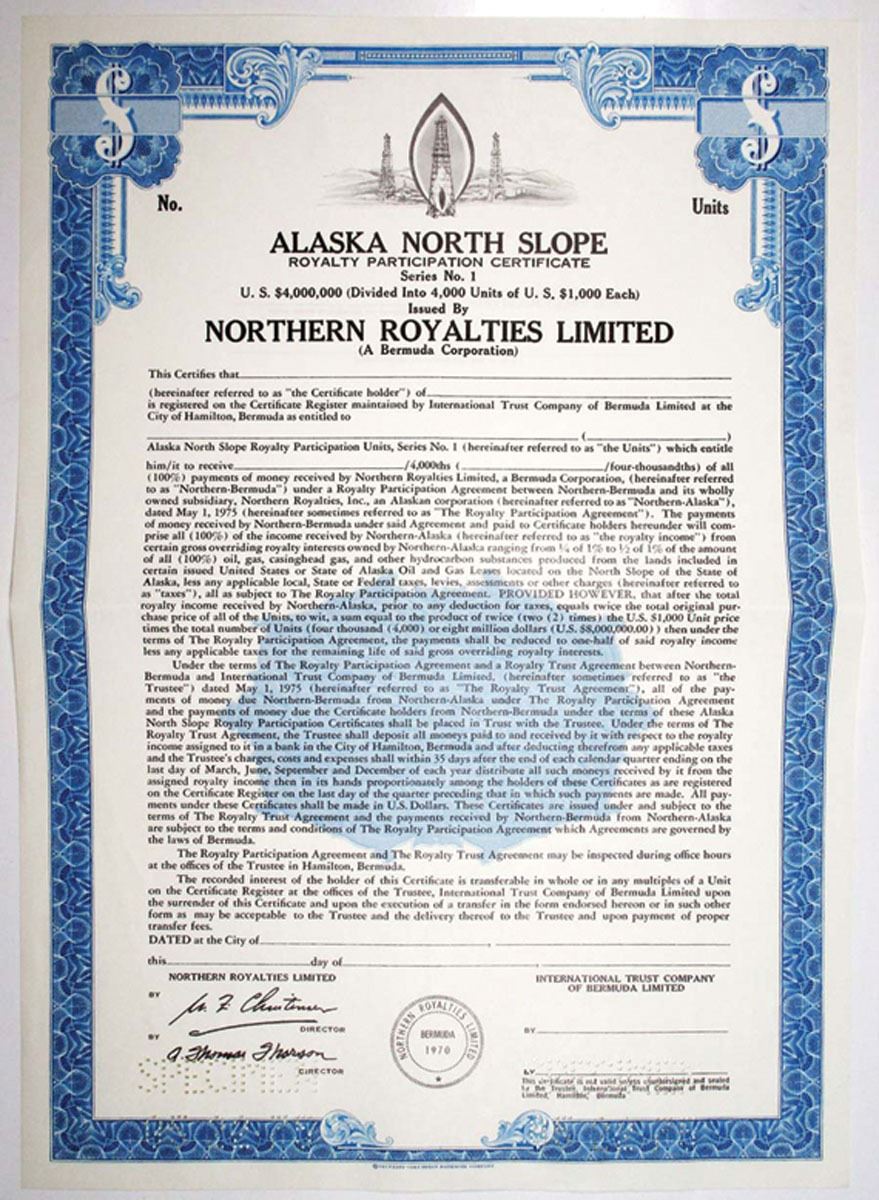 $ $
No. Units
ALASKA NORTH SLOPE
ROYALTY PARTICIPATION CERTIFICATE
Series No. 1
U. S. $4,000,000 (Divided Into 4,000 Units of U. S. $1,000 Each)
Issued By
NORTHERN ROYALTIES LIMITED
(A Bermuda Corporation)
This Certifies that
(hereinafter referred to as "the Certificate holder") of
is registered on the Certificate Register maintained by International Trust Company of Bermuda Limited at the
City of Hamilton, Bermuda as entitled to
( )
Alaska North Slope Royalty Participation Units, Series No. 1 (hereinafter referred to as "the Units") which entitle
him/it to receive /4,000ths ( /four-thousandths) of all
(100%) payments of money received by Northern Royalties Limited, a Bermuda Corporation, (hereinafter referred
to as "Northern-Bermuda") under a Royalty Participation Agreement between Northern-Bermuda and its wholly
owned subsidiary, Northern Royalties, Inc., an Alaskan corporation (hereinafter referred to as "Northern-Alaska"),
dated May 1, 1975 (hereinafter sometimes referred to as "The Royalty Participation Agreement"). The payments
of money received by Northern-Bermuda under said Agreement and paid to Certificate holders hereunder will com-
prise all (100%) of the income received by Northern-Alaska (hereinafter referred to as "the royalty income") from
certain gross overriding royalty interests owned by Northern-Alaska ranging from ¼ of 1% to ½ of 1% of the amount
of all (100%) oil, gas, casinghead gas, and other hydrocarbon substances produced from the lands included in
certain issued United States or State of Alaska Oil and Gas Leases located on the North Slope of the State of
Alaska, less any applicable local, State or Federal taxes, levies, assessments or other charges (hereinafter referred to
as "taxes"), all as subject to The Royalty Participation Agreement. PROVIDED HOWEVER, that after the total
royalty income received by Northern-Alaska, prior to any deduction for taxes, equals twice the total original pur-
chase price of all of the Units, to wit, a sum equal to the product of twice (two (2) times) the U.S. $1,000 Unit price
times the total number of Units (four thousand (4,000) or eight million dollars (U.S. $8,000,000.00)) then under the
terms of The Royalty Participation Agreement, the payments shall be reduced to one-half of said royalty income
less any applicable taxes for the remaining life of said gross overriding royalty interests.
Under the terms of The Royalty Participation Agreement and a Royalty Trust Agreement between Northern-
Bermuda and International Trust Company of Bermuda Limited, (hereinafter sometimes referred to as "the
Trustee") dated May 1, 1975 (hereinafter referred to as "The Royalty Trust Agreement"), all of the pay-
ments of money due Northern-Bermuda from Northern-Alaska under The Royalty Participation Agreement
and the payments of money due the Certificate holders from Northern-Bermuda under the terms of these Alaska
North Slope Royalty Participation Certificates shall be placed in Trust with the Trustee. Under the terms of The
Royalty Trust Agreement, the Trustee shall deposit all moneys paid to and received by it with respect to the royalty
income assigned to it in a bank in the City of Hamilton, Bermuda and after deducting therefrom any applicable taxes
and the Trustee's charges, costs and expenses shall within 35 days after the end of each calendar quarter ending on the
last day of March, June, September and December of each year distribute all such moneys received by it from the
assigned royalty income then in its hands proportionately among the holders of these Certificates as are registered
on the Certificate Register on the last day of the quarter preceding that in which such payments are made. All pay-
ments under these Certificates shall be made in U.S. Dollars. These Certificates are issued under and subject to the
terms of The Royalty Trust Agreement and the payments received by Northern-Bermuda from Northern-Alaska
are subject to the terms and conditions of The Royalty Participation Agreement which Agreements are governed by
the laws of Bermuda.
The Royalty Participation Agreement and The Royalty Trust Agreement may be inspected during office hours
at the offices of the Trustee in Hamilton, Bermuda.
The recorded interest of the holder of this Certificate is transferable in whole or in any multiples of a Unit
on the Certificate Register at the offices of the Trustee, International Trust Company of Bermuda Limited upon
the surrender of this Certificate and upon the execution of a transfer in the form endorsed hereon or in such other
form as may be acceptable to the Trustee and the delivery thereof to the Trustee and upon payment of proper
transfer fees.
DATED at the City of ,
this day of ,
NORTHERN ROYALTIES LIMITED
BY
DIRECTOR
BY
A. Thomas
DIRECTOR
SPECIMEN
NORTHERN ROYALTIES LIMITED
BERMUDA
1970
INTERNATIONAL TRUST COMPANY
OF BERMUDA LIMITED
BY
BY
This certificate is not valid unless countersigned and sealed
by the Trustee, International Trust Company of Bermuda
Limited, Hamilton, Bermuda